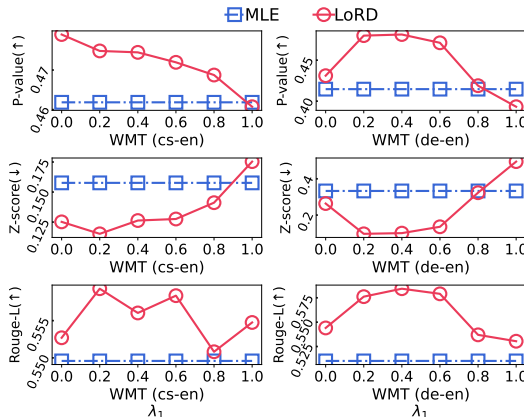 MLE LoRD
P-value(↑)
0.47
0.46
0.0 0.2 0.4 0.6 0.8 1.0
WMT (cs-en)
P-value(↑)
0.45
0.40
0.0 0.2 0.4 0.6 0.8 1.0
WMT (de-en)
Z-score(↓)
0.175
0.150
0.125
0.0 0.2 0.4 0.6 0.8 1.0
WMT (cs-en)
Z-score(↓)
0.4
0.2
0.0 0.2 0.4 0.6 0.8 1.0
WMT (de-en)
Rouge-L(↑)
0.555
0.550
0.0 0.2 0.4 0.6 0.8 1.0
WMT (cs-en)
λ₁
Rouge-L(↑)
0.575
0.550
0.525
0.0 0.2 0.4 0.6 0.8 1.0
WMT (de-en)
λ₁